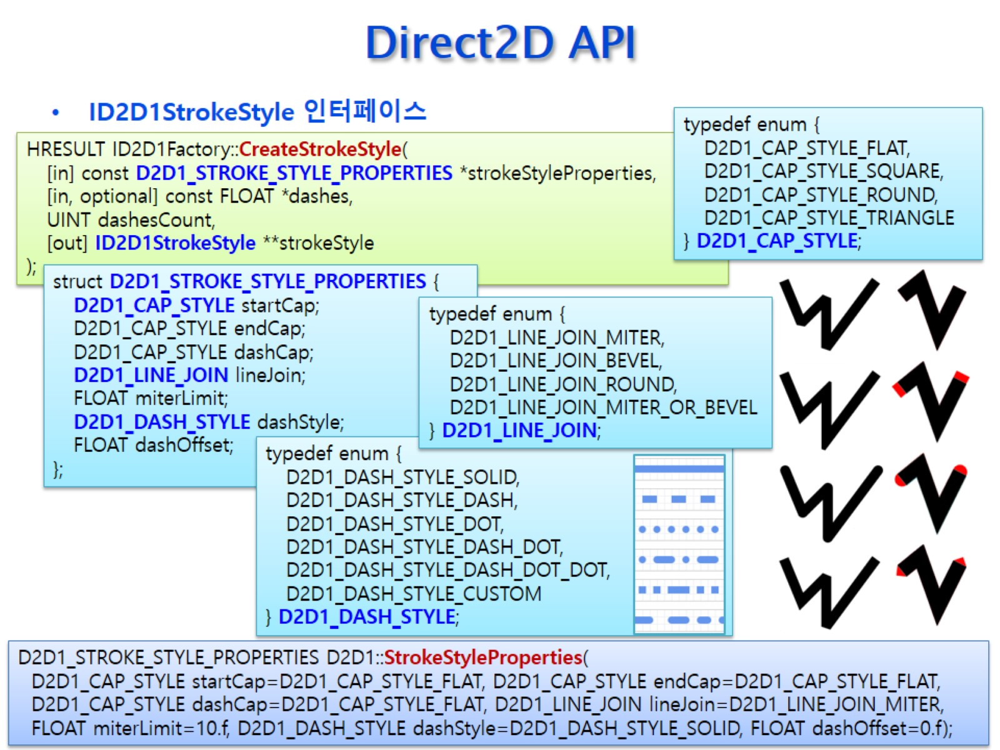 Direct2D API
• ID2D1StrokeStyle 인터페이스
HRESULT ID2D1Factory::CreateStrokeStyle(
[in] const D2D1_STROKE_STYLE_PROPERTIES *strokeStyleProperties,
[in, optional] const FLOAT *dashes,
UINT dashesCount,
[out] ID2D1StrokeStyle **strokeStyle
);
typedef enum {
D2D1_CAP_STYLE_FLAT,
D2D1_CAP_STYLE_SQUARE,
D2D1_CAP_STYLE_ROUND,
D2D1_CAP_STYLE_TRIANGLE
} D2D1_CAP_STYLE;
struct D2D1_STROKE_STYLE_PROPERTIES {
D2D1_CAP_STYLE startCap;
D2D1_CAP_STYLE endCap;
D2D1_CAP_STYLE dashCap;
D2D1_LINE_JOIN lineJoin;
FLOAT miterLimit;
D2D1_DASH_STYLE dashStyle;
FLOAT dashOffset;
};
typedef enum {
D2D1_LINE_JOIN_MITER,
D2D1_LINE_JOIN_BEVEL,
D2D1_LINE_JOIN_ROUND,
D2D1_LINE_JOIN_MITER_OR_BEVEL
} D2D1_LINE_JOIN;
typedef enum {
D2D1_DASH_STYLE_SOLID,
D2D1_DASH_STYLE_DASH,
D2D1_DASH_STYLE_DOT,
D2D1_DASH_STYLE_DASH_DOT,
D2D1_DASH_STYLE_DASH_DOT_DOT,
D2D1_DASH_STYLE_CUSTOM
} D2D1_DASH_STYLE;
D2D1_STROKE_STYLE_PROPERTIES D2D1::StrokeStyleProperties(
D2D1_CAP_STYLE startCap=D2D1_CAP_STYLE_FLAT, D2D1_CAP_STYLE endCap=D2D1_CAP_STYLE_FLAT,
D2D1_CAP_STYLE dashCap=D2D1_CAP_STYLE_FLAT, D2D1_LINE_JOIN lineJoin=D2D1_LINE_JOIN_MITER,
FLOAT miterLimit=10.f, D2D1_DASH_STYLE dashStyle=D2D1_DASH_STYLE_SOLID, FLOAT dashOffset=0.f);